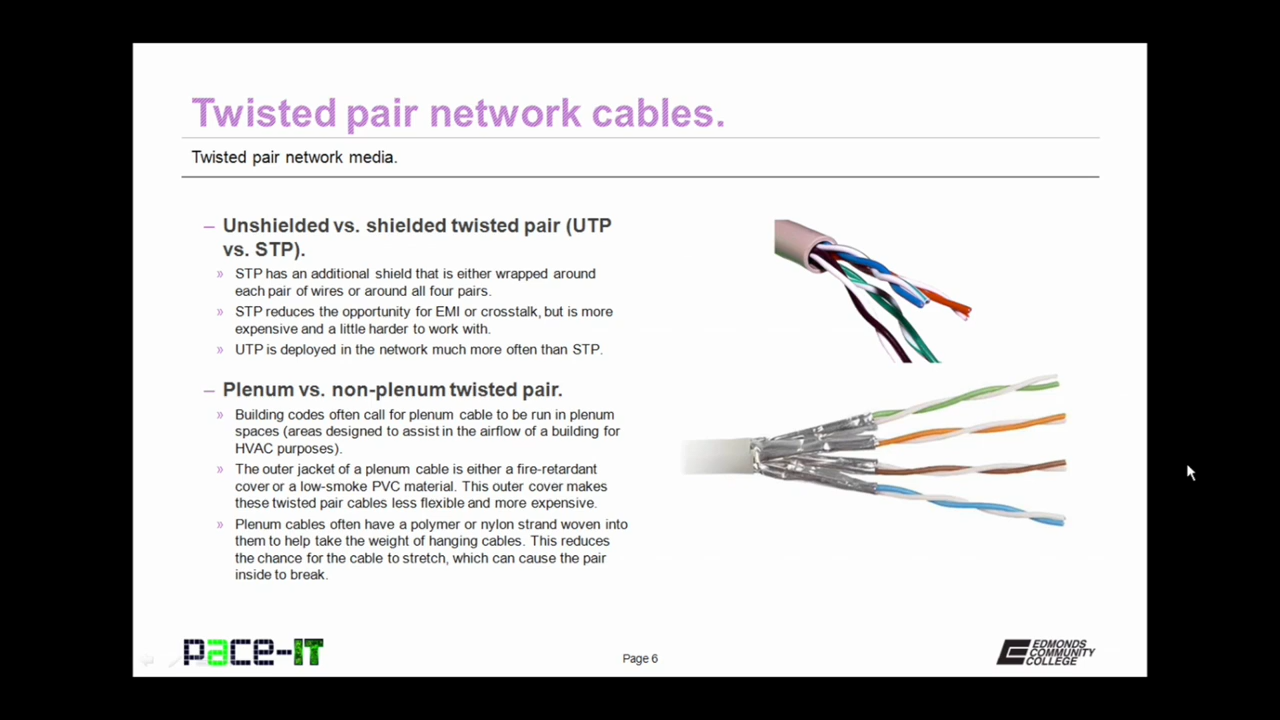 Twisted pair network cables.
Twisted pair network media.
– Unshielded vs. shielded twisted pair (UTP
vs. STP).
» STP has an additional shield that is either wrapped around
each pair of wires or around all four pairs.
» STP reduces the opportunity for EMI or crosstalk, but is more
expensive and a little harder to work with.
» UTP is deployed in the network much more often than STP.
– Plenum vs. non-plenum twisted pair.
» Building codes often call for plenum cable to be run in plenum
spaces (areas designed to assist in the airflow of a building for
HVAC purposes).
» The outer jacket of a plenum cable is either a fire-retardant
cover or a low-smoke PVC material. This outer cover makes
these twisted pair cables less flexible and more expensive.
» Plenum cables often have a polymer or nylon strand woven into
them to help take the weight of hanging cables. This reduces
the chance for the cable to stretch, which can cause the pair
inside to break.
pace-IT
Page 6
EDMONDS
COMMUNITY
COLLEGE